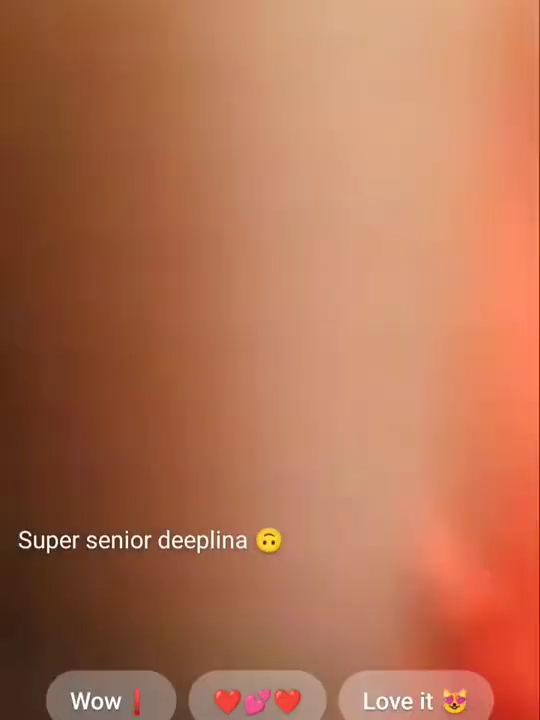 Super senior deeplina 🙃
Wow❗
❤️💕❤️
Love it 😻